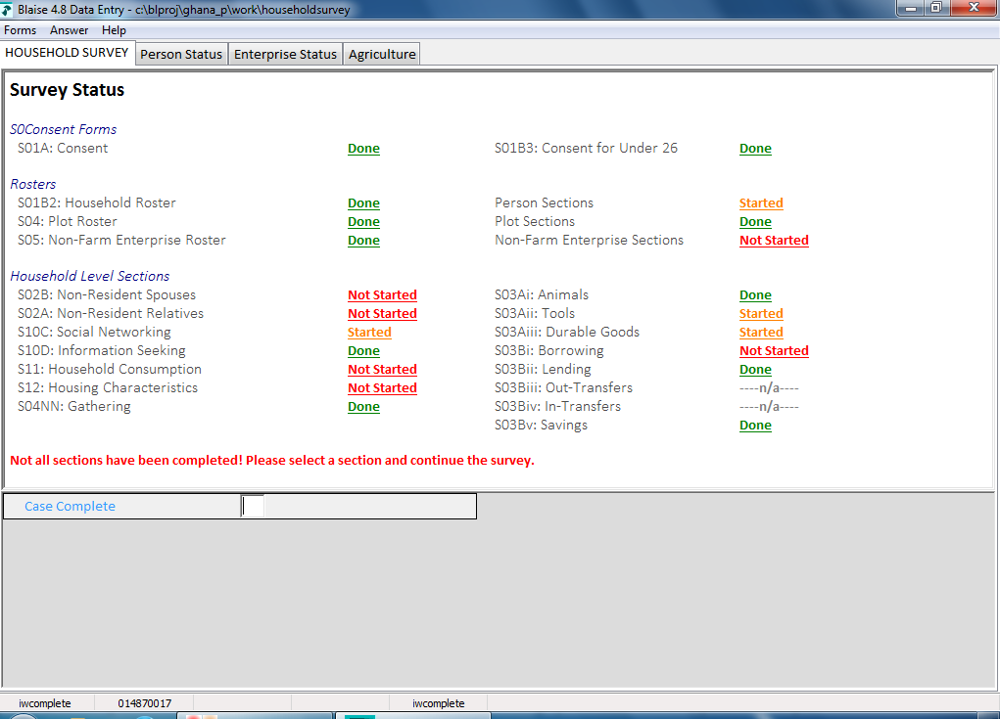 Blaise 4.8 Data Entry - c:\blproj\ghana_p\work\householdsurvey
Forms Answer Help
HOUSEHOLD SURVEY Person Status Enterprise Status Agriculture
Survey Status
S0Consent Forms
S01A: Consent Done S01B3: Consent for Under 26 Done
Rosters
S01B2: Household Roster Done Person Sections Started
S04: Plot Roster Done Plot Sections Done
S05: Non-Farm Enterprise Roster Done Non-Farm Enterprise Sections Not Started
Household Level Sections
S02B: Non-Resident Spouses Not Started S03Ai: Animals Done
S02A: Non-Resident Relatives Not Started S03Aii: Tools Started
S10C: Social Networking Started S03Aiii: Durable Goods Started
S10D: Information Seeking Done S03Bi: Borrowing Not Started
S11: Household Consumption Not Started S03Bii: Lending Done
S12: Housing Characteristics Not Started S03Biii: Out-Transfers ----n/a----
S04NN: Gathering Done S03Biv: In-Transfers ----n/a----
S03Bv: Savings Done
Not all sections have been completed! Please select a section and continue the survey.
Case Complete
iwcomplete 014870017 iwcomplete